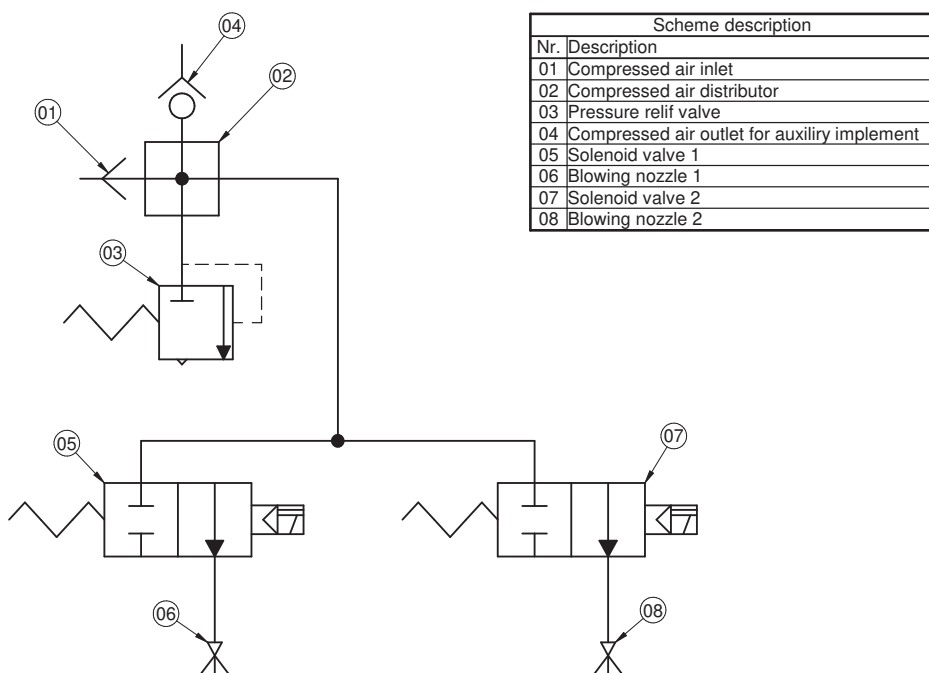 04
02
01
03
05
07
06
08
Scheme description
Nr. Description
01 Compressed air inlet
02 Compressed air distributor
03 Pressure relif valve
04 Compressed air outlet for auxiliry implement
05 Solenoid valve 1
06 Blowing nozzle 1
07 Solenoid valve 2
08 Blowing nozzle 2